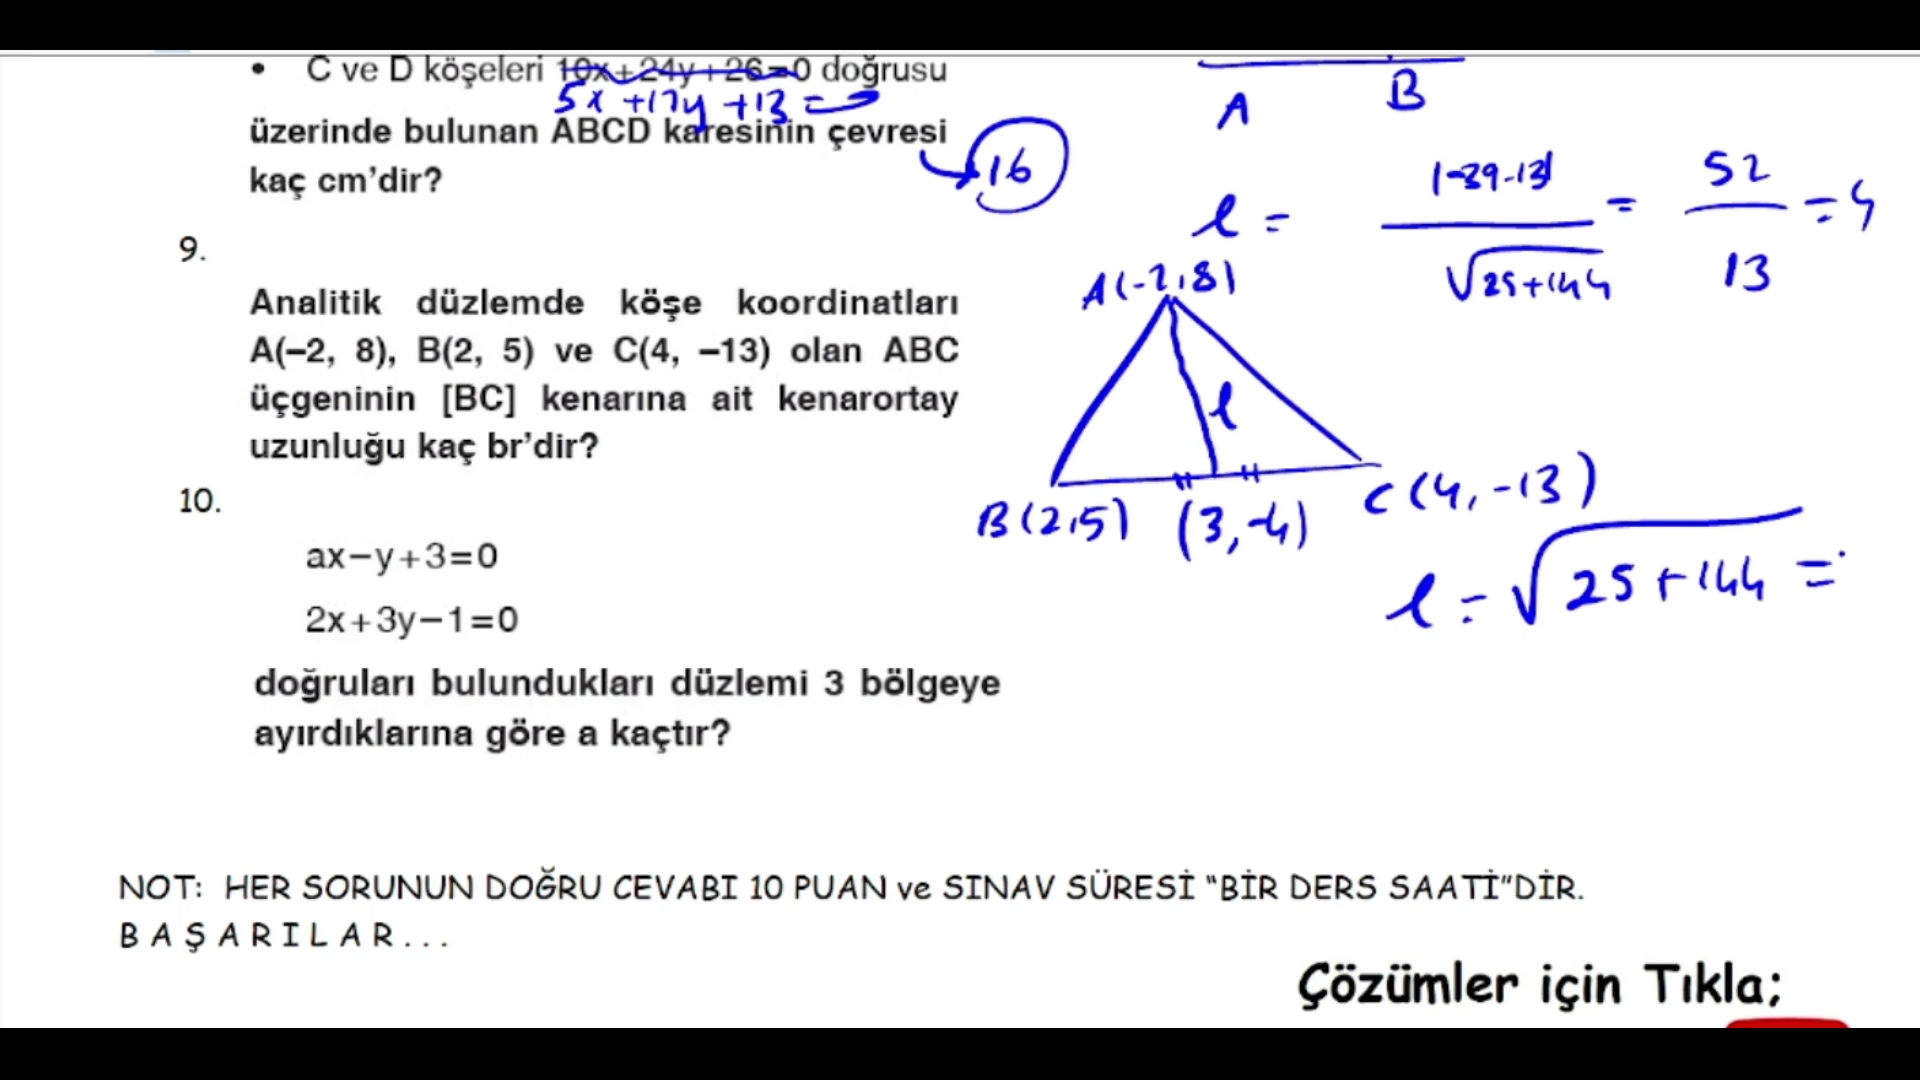 • C ve D köşeleri 10x+24y+26=0 doğrusu
5x +12y +13 =0
üzerinde bulunan ABCD karesinin çevresi
kaç cm'dir?
16
A B
l = |-39-13| / √25+144 = 52 / 13 = 4
9.
Analitik düzlemde köşe koordinatları
A(–2, 8), B(2, 5) ve C(4, –13) olan ABC
üçgeninin [BC] kenarına ait kenarortay
uzunluğu kaç br'dir?
A(-2,8)
l
B(2,5) (3,-4) C(4,-13)
l = √25+144 =
10.
ax–y+3=0
2x+3y–1=0
doğruları bulundukları düzlemi 3 bölgeye
ayırdıklarına göre a kaçtır?
NOT: HER SORUNUN DOĞRU CEVABI 10 PUAN ve SINAV SÜRESİ "BİR DERS SAATİ"DİR.
B A Ş A R I L A R . . .
Çözümler için Tıkla;